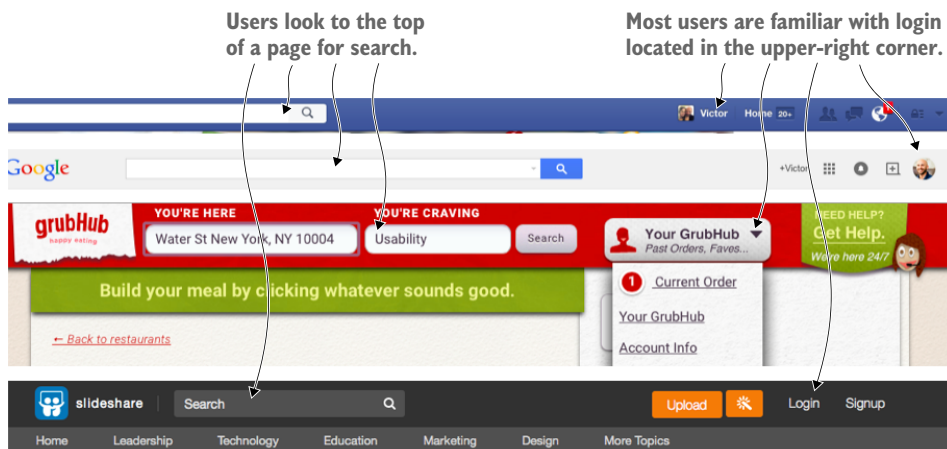 Users look to the top
of a page for search.
Most users are familiar with login
located in the upper-right corner.
Victor Home 20+
Google +Victor
grubHub
happy eating
YOU'RE HERE YOU'RE CRAVING
Water St New York, NY 10004 Usability Search
Your GrubHub
Past Orders, Faves...
NEED HELP?
Get Help.
We're here 24/7
Build your meal by clicking whatever sounds good.
1 Current Order
← Back to restaurants
Your GrubHub
Account Info
slideshare Search Upload Login Signup
Home Leadership Technology Education Marketing Design More Topics